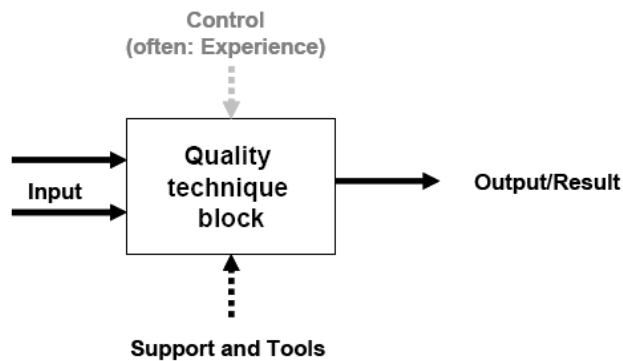 Control
(often: Experience)
Quality
technique
block
Input
Output/Result
Support and Tools